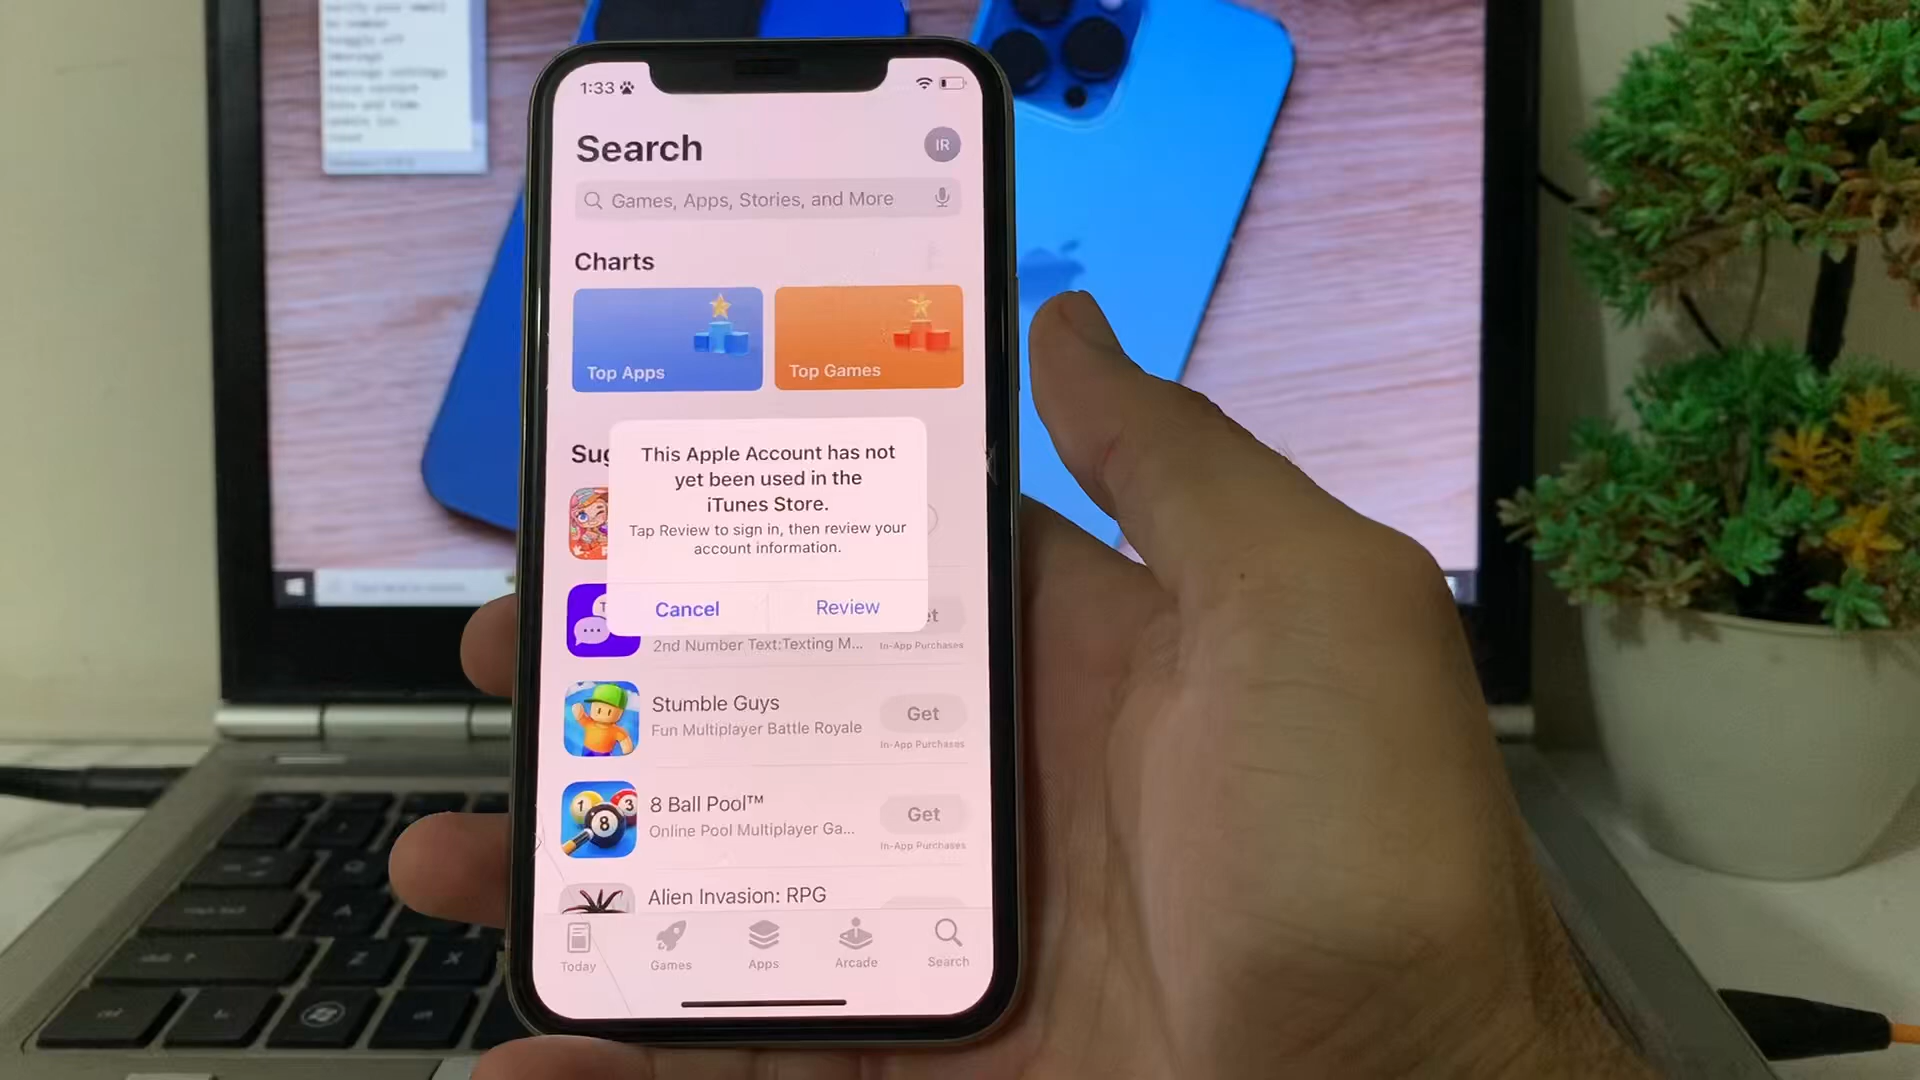 1:33
Search
IR
Games, Apps, Stories, and More
Charts
Top Apps
Top Games
Sug
This Apple Account has not
yet been used in the
iTunes Store.
Tap Review to sign in, then review your
account information.
Cancel
Review
2nd Number Text:Texting M...
In-App Purchases
Stumble Guys
Fun Multiplayer Battle Royale
Get
In-App Purchases
8 Ball Pool™
Online Pool Multiplayer Ga...
Get
In-App Purchases
Alien Invasion: RPG
Today
Games
Apps
Arcade
Search